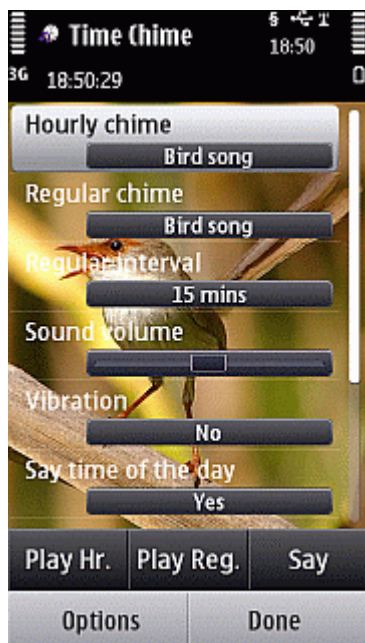 Time Chime
18:50
3G
18:50:29
Hourly chime
Bird song
Regular chime
Bird song
Regular interval
15 mins
Sound volume
Vibration
No
Say time of the day
Yes
Play Hr. Play Reg. Say
Options Done